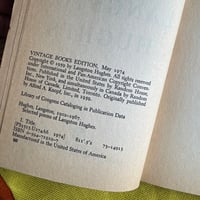 VINTAGE BOOKS EDITION, May 1974
Copyright © 1959 by Langston Hughes. All rights reserved
under International and Pan-American Copyright Conven-
Published in the United States by Random House,
Inc., New York, and simultaneously in Canada by Random
House of Canada, Limited, Toronto. Originally published
by Alfred A. Knopf, Inc., in 1959.
Library of Congress Cataloging in Publication Data
Hughes, Langston, 1902-1967.
Selected poems of Langston Hughes.
I. Title.
1974] 811'.5'2
Manufactured in the United States of America